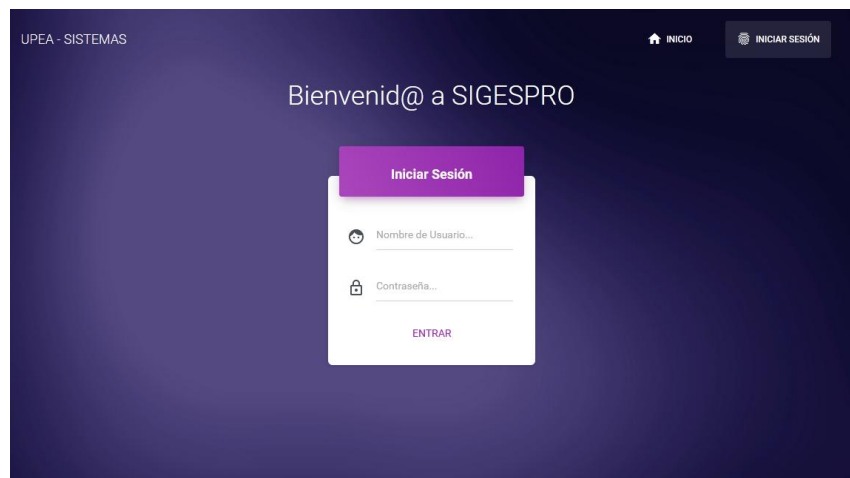 UPEA - SISTEMAS
INICIO
INICIAR SESIÓN
Bienvenid@ a SIGESPRO
Iniciar Sesión
Nombre de Usuario...
Contraseña...
ENTRAR